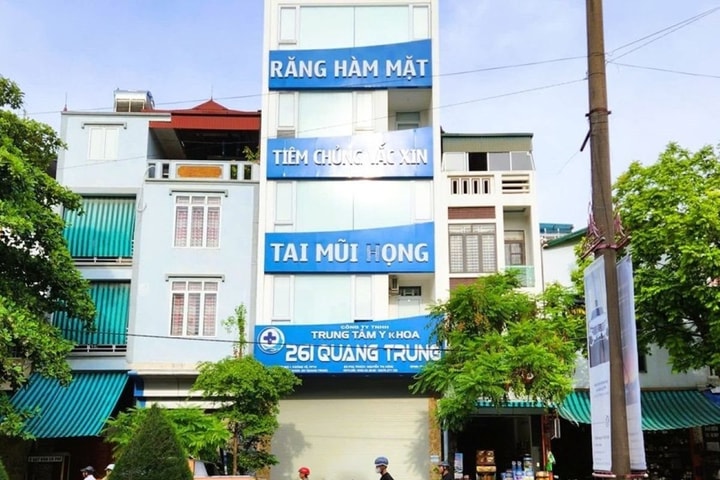 RĂNG HÀM MẶT
TIÊM CHỦNG VẮC XIN
TAI MŨI HỌNG
CÔNG TY TNHH
TRUNG TÂM Y KHOA
261 QUANG TRUNG